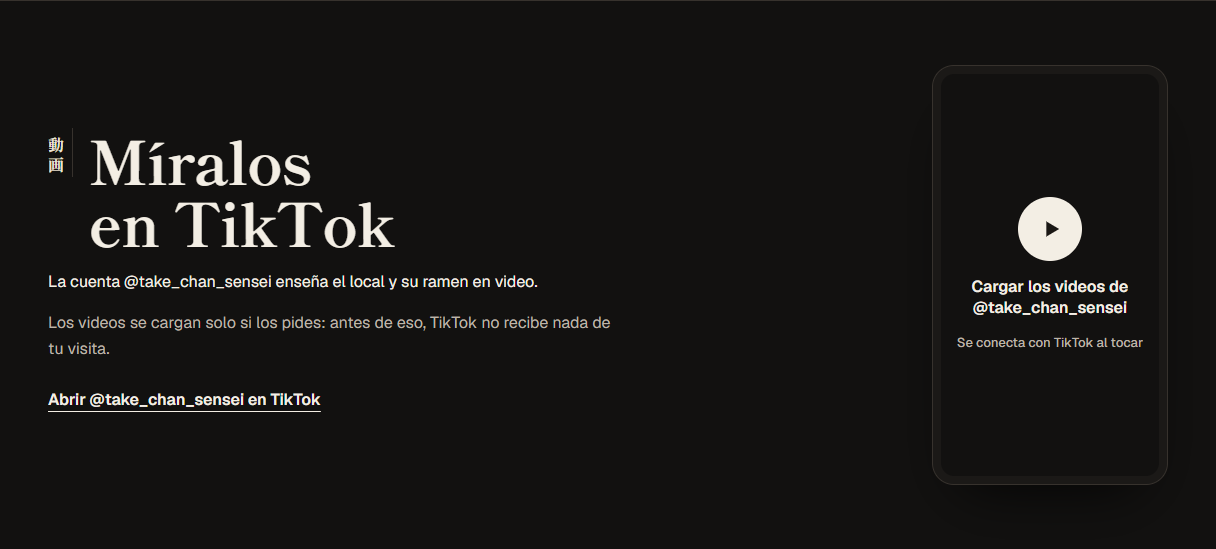 動画
Míralos
en TikTok
La cuenta @take_chan_sensei enseña el local y su ramen en video.
Los videos se cargan solo si los pides: antes de eso, TikTok no recibe nada de
tu visita.
Abrir @take_chan_sensei en TikTok
Cargar los videos de
@take_chan_sensei
Se conecta con TikTok al tocar